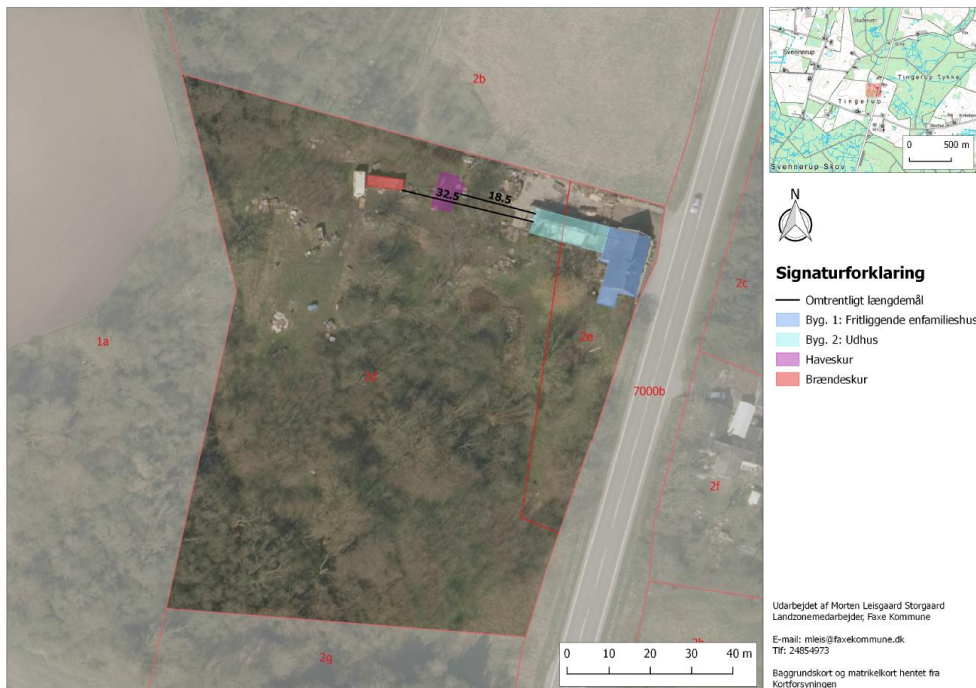 2b
32.5
18.5
1a
2d
2e
2c
7000b
2f
2g
0 10 20 30 40 m
Svennerup
Tingerup Tykke
Tingerup
Svennerup Skov
0 500 m
N
Signaturforklaring
Omtrentligt længdemål
Byg. 1: Fritliggende enfamilieshus
Byg. 2: Udhus
Haveskur
Brændeskur
Udarbejdet af Morten Leisgaard Storgaard
Landzonemedarbejder, Faxe Kommune
E-mail: mleis@faxekommune.dk
Tlf: 24854973
Baggrundskort og matrikelkort hentet fra
Kortforsyningen